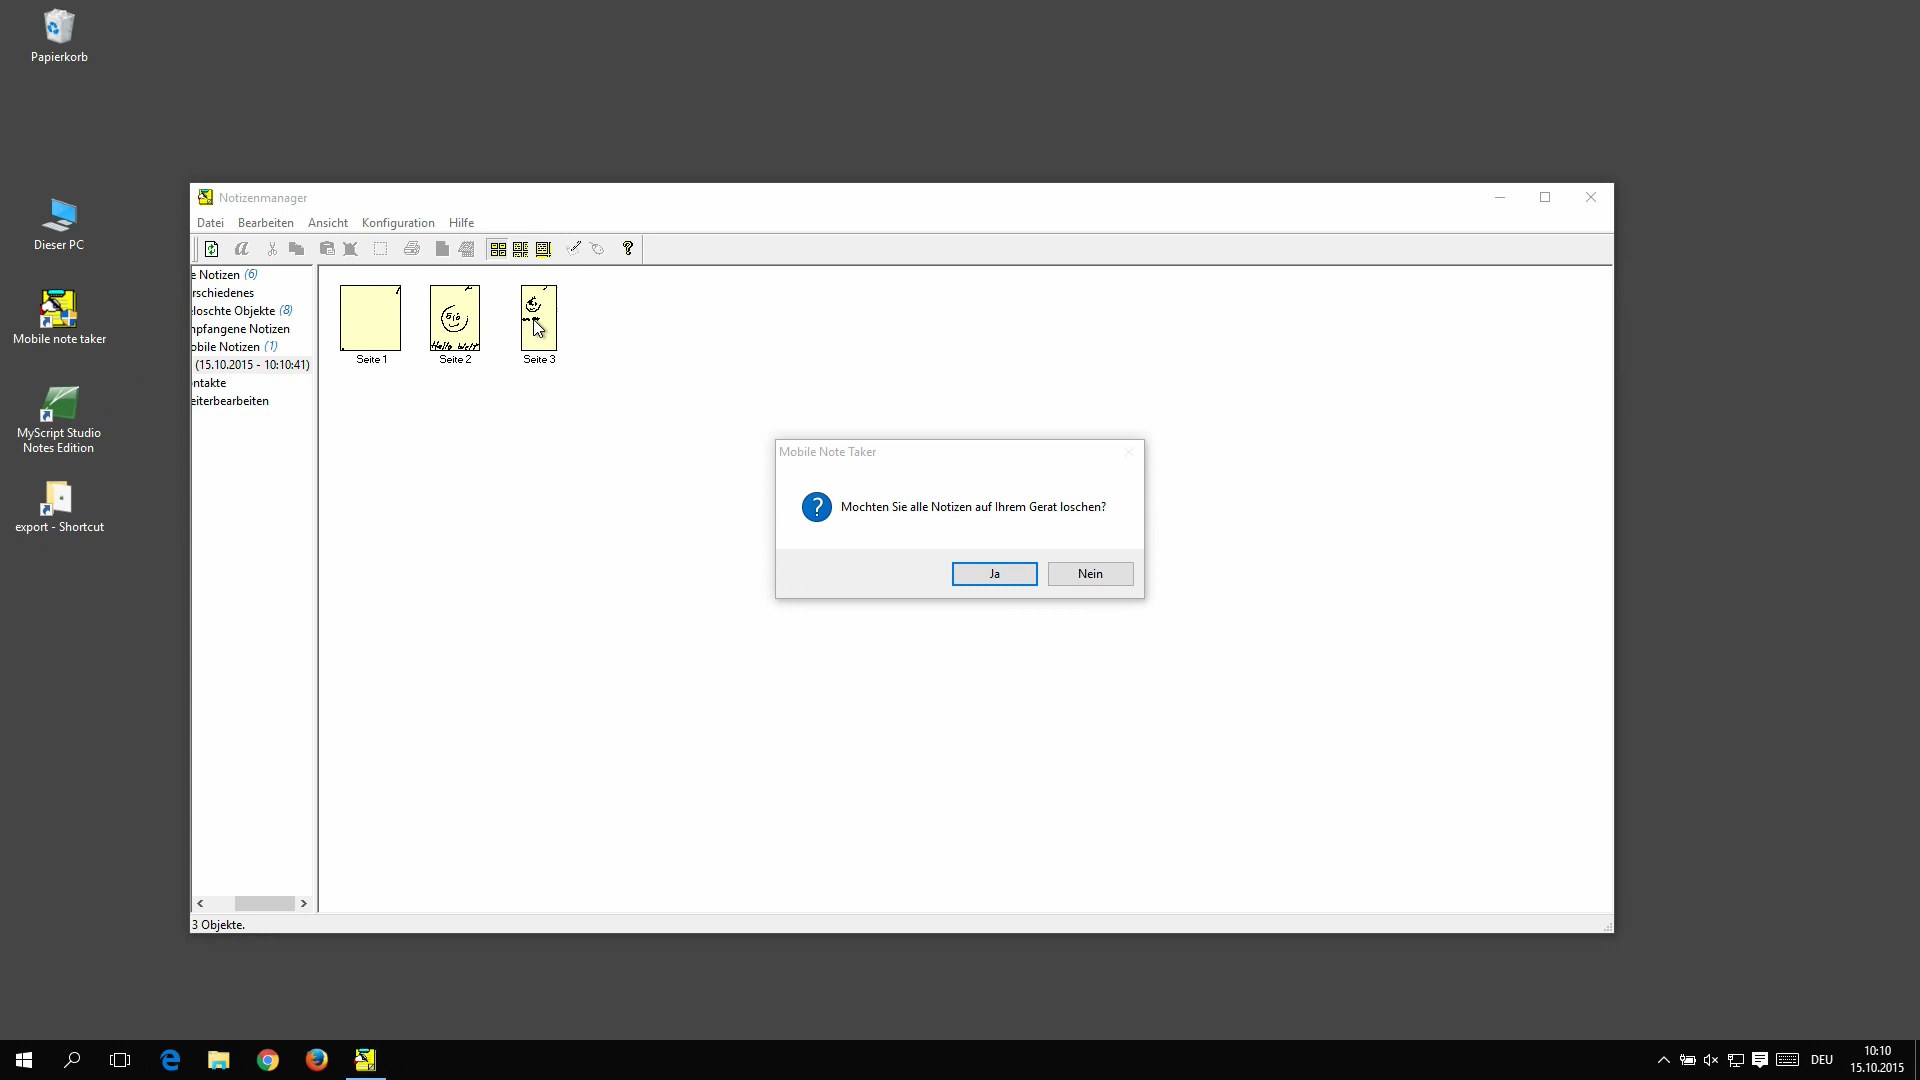 Papierkorb
Dieser PC
Mobile note taker
MyScript Studio
Notes Edition
export - Shortcut
Notizenmanager
Datei Bearbeiten Ansicht Konfiguration Hilfe
e Notizen (6)
rschiedenes
eloschte Objekte (8)
npfangene Notizen
obile Notizen (1)
(15.10.2015 - 10:10:41)
ontakte
eiterbearbeiten
Hallo Welt
Seite 1 Seite 2 Seite 3
Mobile Note Taker
Mochten Sie alle Notizen auf Ihrem Gerat loschen?
Ja Nein
3 Objekte.
DEU
10:10
15.10.2015